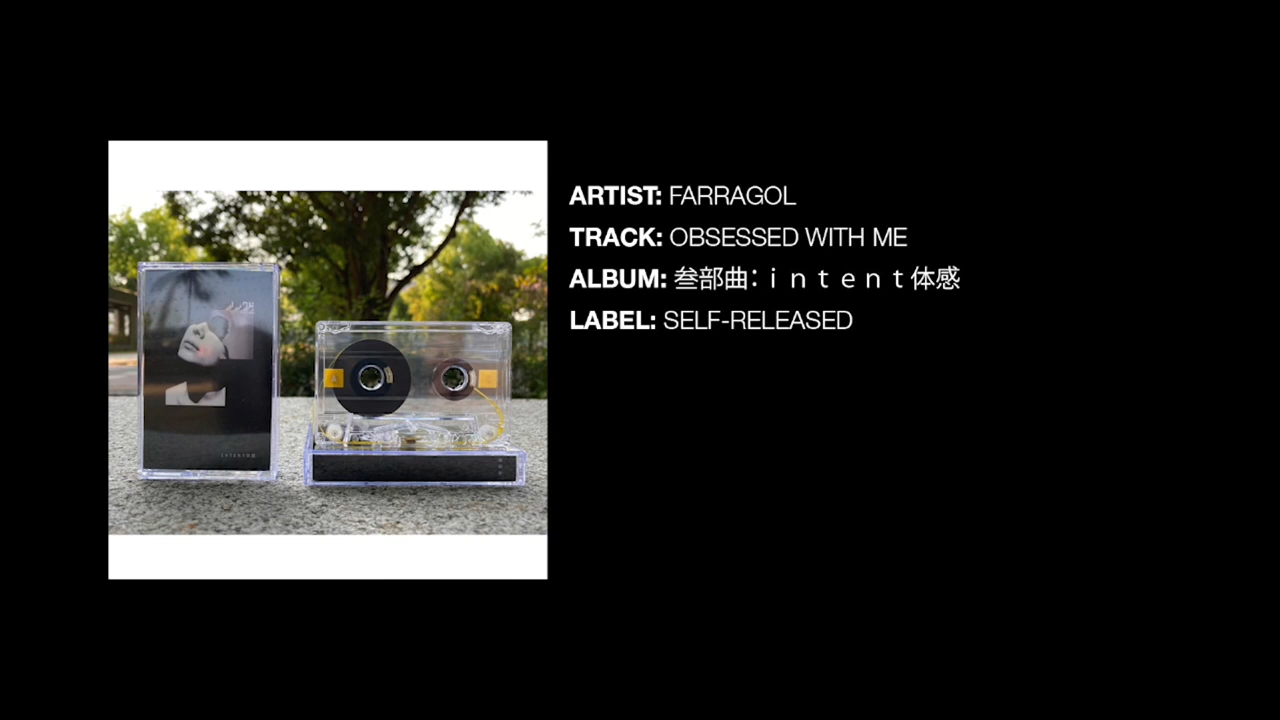 ARTIST: FARRAGOL
TRACK: OBSESSED WITH ME
ALBUM: 叁部曲：ｉｎｔｅｎｔ体感
LABEL: SELF-RELEASED